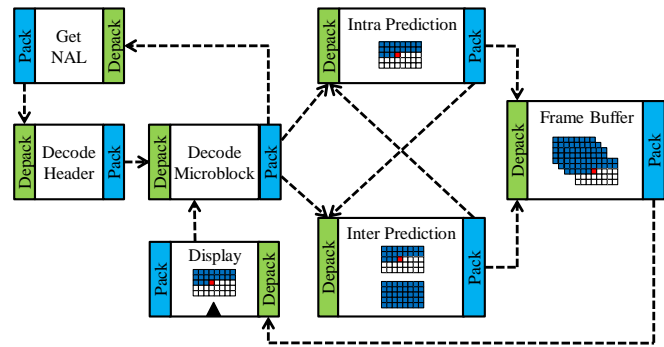 Pack
Get
NAL
Depack
Depack
Intra Prediction
Pack
Depack
Decode
Header
Pack
Depack
Decode
Microblock
Pack
Depack
Frame Buffer
Pack
Display
Depack
Depack
Inter Prediction
Pack